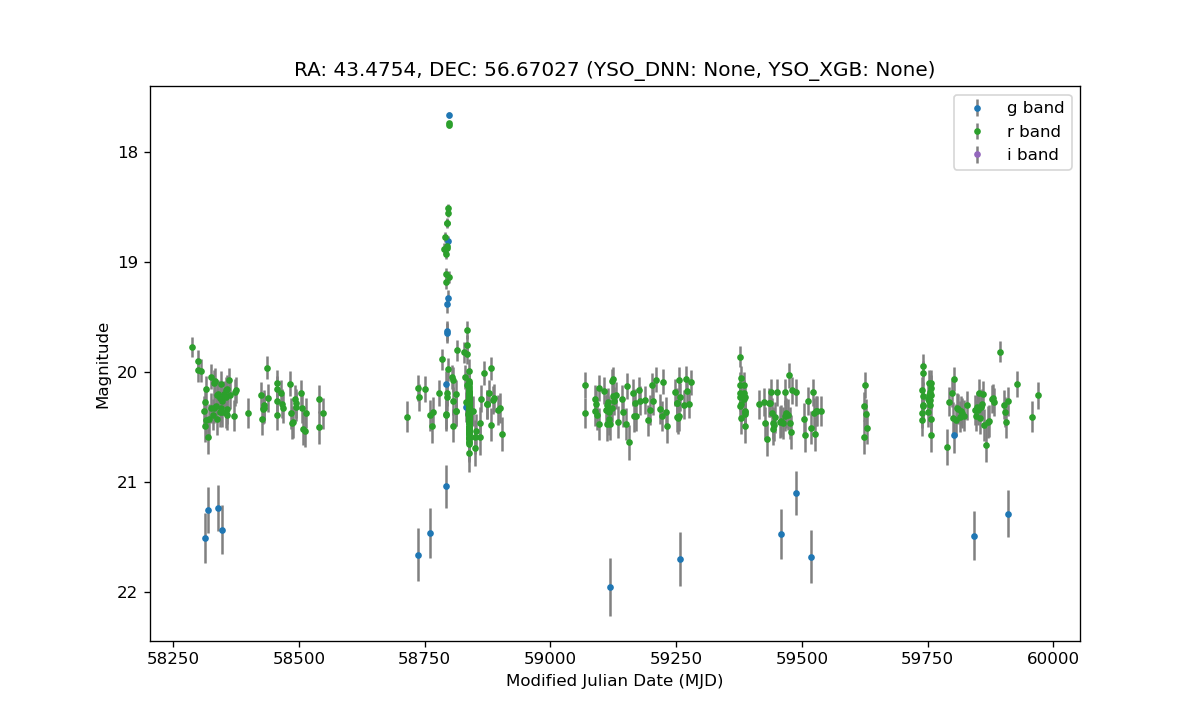 RA: 43.4754, DEC: 56.67027 (YSO_DNN: None, YSO_XGB: None)
g band
r band
i band
Magnitude
18
19
20
21
22
58250 58500 58750 59000 59250 59500 59750 60000
Modified Julian Date (MJD)